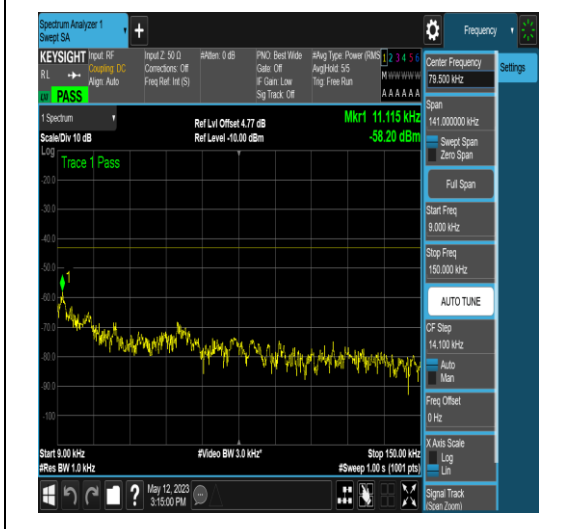 Spectrum Analyzer 1
Swept SA
+
Frequency
KEYSIGHT
RL
PASS
Input: RF
Coupling: DC
Align: Auto
Input Z: 50 Ω
Corrections: Off
Freq Ref: Int (S)
#Atten: 0 dB
PNO: Best Wide
Gate: Off
IF Gain: Low
Sig Track: Off
#Avg Type: Power (RMS)
Avg|Hold: 5/5
Trig: Free Run
1 2 3 4 5 6
M W W W W W
A A A A A A
1 Spectrum
Scale/Div 10 dB
Ref Lvl Offset 4.77 dB
Ref Level -10.00 dBm
Mkr1 11.115 kHz
-58.20 dBm
Log
Trace 1 Pass
-20.0
-30.0
-40.0
-50.0
1
-60.0
-70.0
-80.0
-90.0
-100
Start 9.00 kHz
#Res BW 1.0 kHz
#Video BW 3.0 kHz*
Stop 150.00 kHz
#Sweep 1.00 s (1001 pts)
?
May 12, 2023
3:15:00 PM
Center Frequency
79.500 kHz
Settings
Span
141.000000 kHz
Swept Span
Zero Span
Full Span
Start Freq
9.000 kHz
Stop Freq
150.000 kHz
AUTO TUNE
CF Step
14.100 kHz
Auto
Man
Freq Offset
0 Hz
X Axis Scale
Log
Lin
Signal Track
(Span Zoom)